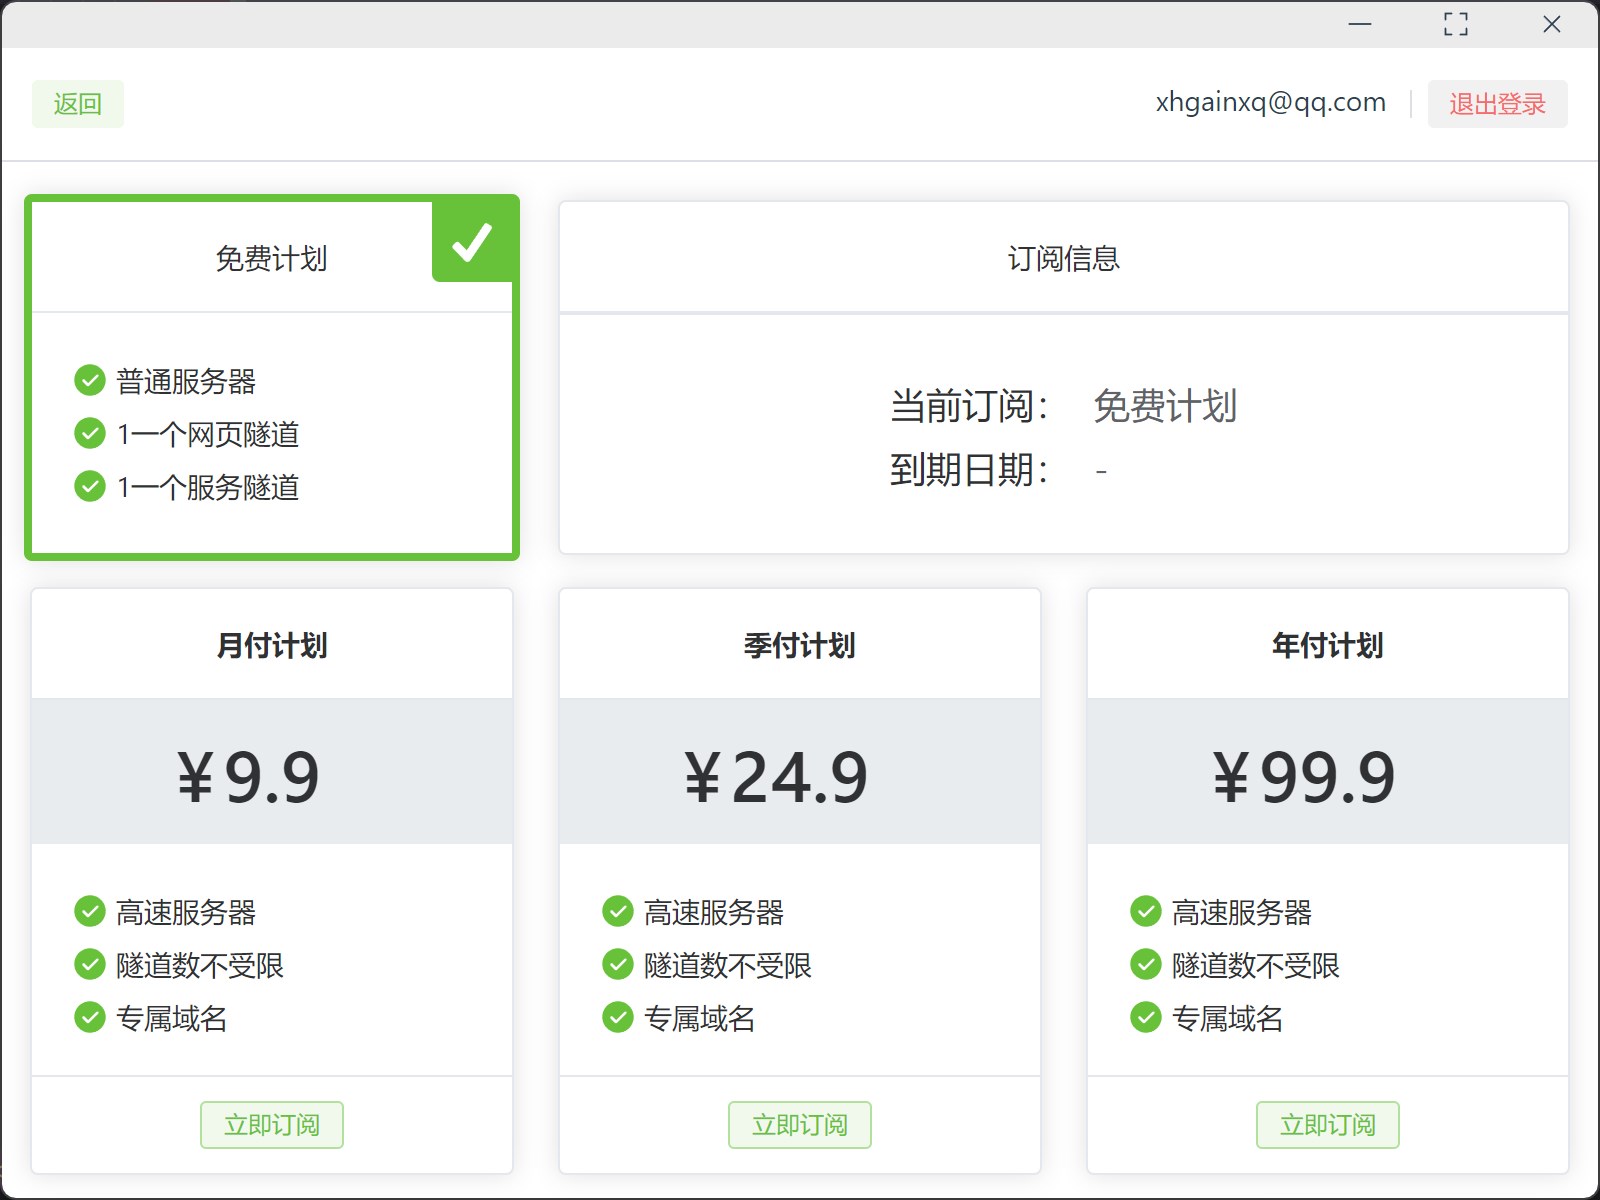 返回
xhgainxq@qq.com
退出登录
免费计划
普通服务器
1一个网页隧道
1一个服务隧道
订阅信息
当前订阅： 免费计划
到期日期： -
月付计划
¥9.9
高速服务器
隧道数不受限
专属域名
立即订阅
季付计划
¥24.9
高速服务器
隧道数不受限
专属域名
立即订阅
年付计划
¥99.9
高速服务器
隧道数不受限
专属域名
立即订阅